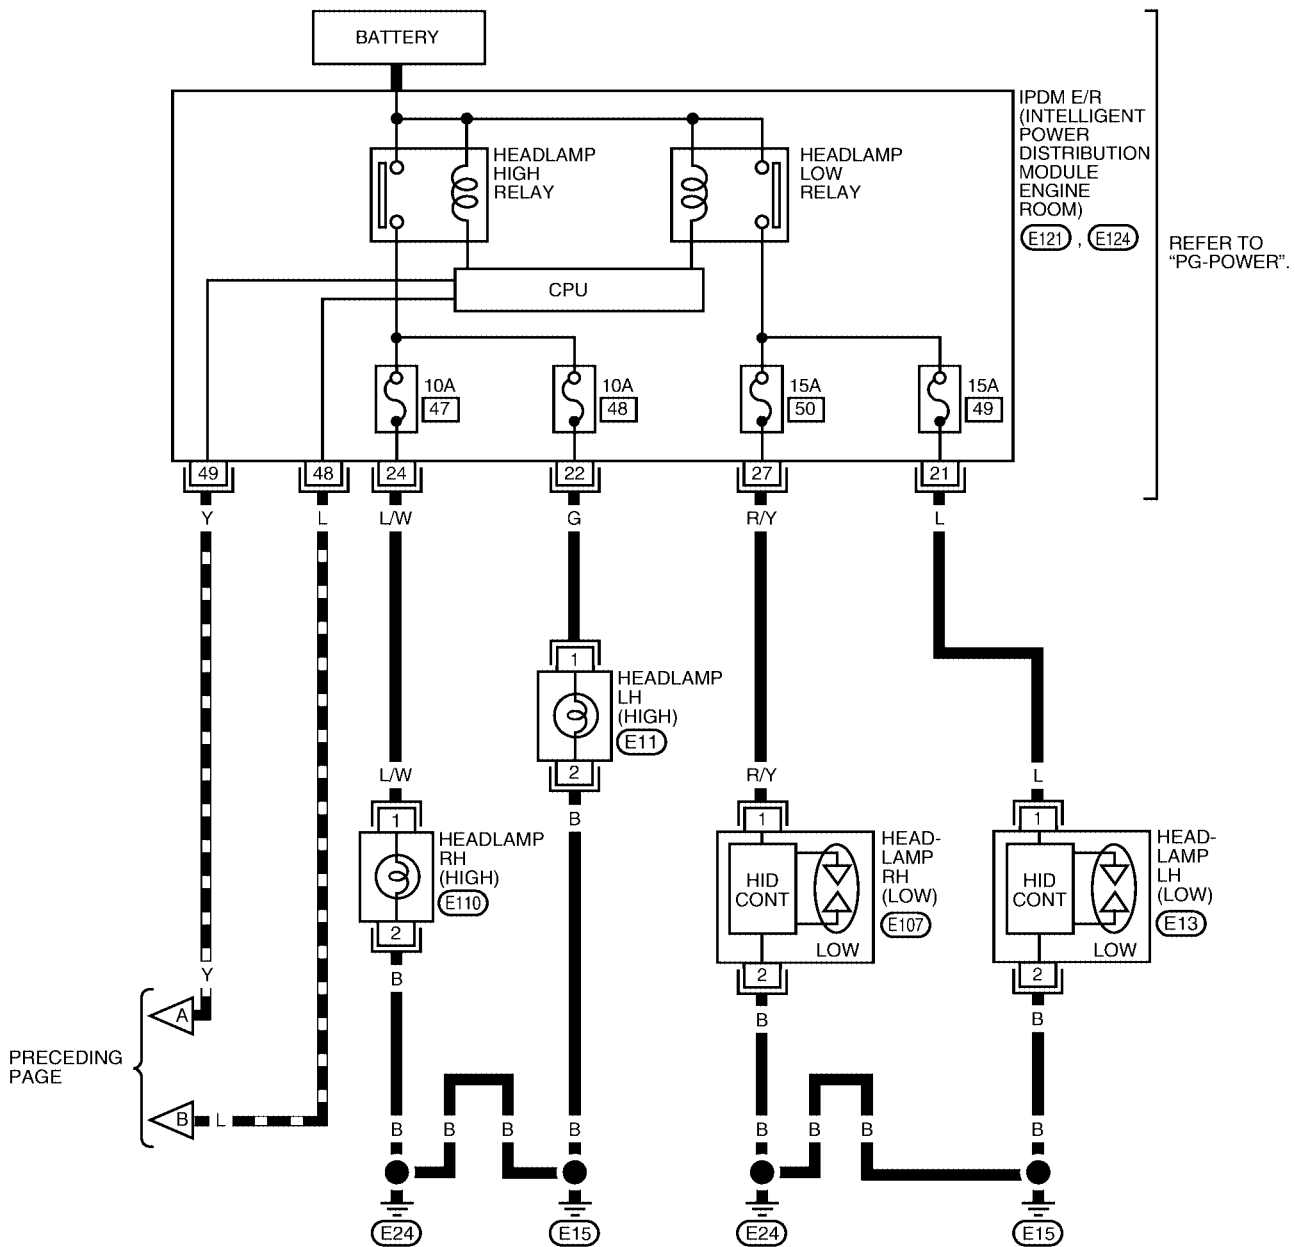 BATTERY
IPDM E/R
(INTELLIGENT
POWER
DISTRIBUTION
MODULE
ENGINE
ROOM)
E121 , E124
REFER TO
“PG-POWER”.
HEADLAMP
HIGH
RELAY
HEADLAMP
LOW
RELAY
CPU
10A
47
10A
48
15A
50
15A
49
49 48 24 22 27 21
Y L L/W G R/Y L
1
HEADLAMP
LH
(HIGH)
E11
2
B
L/W
1
HEADLAMP
RH
(HIGH)
E110
2
B
R/Y
1
HID
CONT
LOW
HEAD-
LAMP
RH
(LOW)
E107
2
B
L
1
HID
CONT
LOW
HEAD-
LAMP
LH
(LOW)
E13
2
B
Y
A
PRECEDING
PAGE
B L
B B B B B B B B
E24 E15 E24 E15